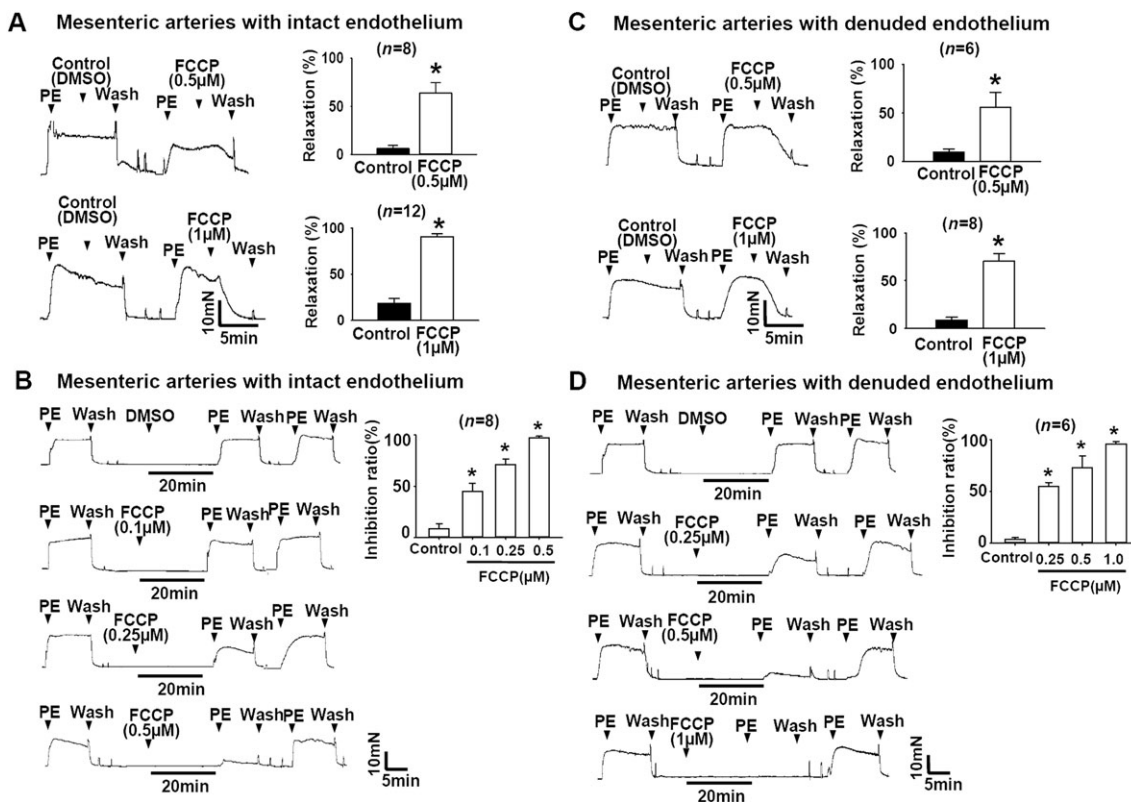 A Mesenteric arteries with intact endothelium
Control
(DMSO)
FCCP
(0.5μM)
PE Wash
Relaxation (%)
100
50
0
(n=8)
*
Control FCCP
(0.5μM)
Control
(DMSO)
FCCP
(1μM)
PE Wash PE Wash
10mN
5min
Relaxation (%)
100
50
0
(n=12)
*
Control FCCP
(1μM)
C Mesenteric arteries with denuded endothelium
Control
(DMSO)
FCCP
(0.5μM)
PE Wash PE Wash
Relaxation (%)
100
50
0
(n=6)
*
Control FCCP
(0.5μM)
Control
(DMSO)
FCCP
(1μM)
PE Wash PE Wash
10mN
5min
Relaxation (%)
100
50
0
(n=8)
*
Control FCCP
(1μM)
B Mesenteric arteries with intact endothelium
PE Wash DMSO PE Wash PE Wash
20min
PE Wash FCCP
(0.1μM)
PE Wash PE Wash
20min
PE Wash FCCP
(0.25μM)
PE Wash PE Wash
20min
PE Wash FCCP
(0.5μM)
PE Wash PE Wash
20min
10mN
5min
Inhibition ratio(%)
100
50
0
(n=8)
* * *
Control 0.1 0.25 0.5
FCCP(μM)
D Mesenteric arteries with denuded endothelium
PE Wash DMSO PE Wash PE Wash
20min
PE Wash FCCP
(0.25μM)
PE Wash PE Wash
20min
PE Wash FCCP
(0.5μM)
PE Wash PE Wash
20min
PE Wash FCCP
(1μM)
PE Wash PE Wash
20min
10mN
5min
Inhibition ratio(%)
100
50
0
(n=6)
* * *
Control 0.25 0.5 1.0
FCCP(μM)